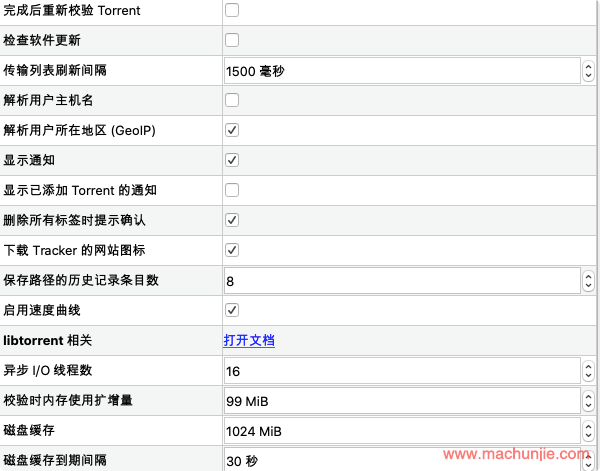 完成后重新校验 Torrent
检查软件更新
传输列表刷新间隔 1500 毫秒
解析用户主机名
解析用户所在地区 (GeoIP)
显示通知
显示已添加 Torrent 的通知
删除所有标签时提示确认
下载 Tracker 的网站图标
保存路径的历史记录条目数 8
启用速度曲线
libtorrent 相关 打开文档
异步 I/O 线程数 16
校验时内存使用扩增量 99 MiB
磁盘缓存 1024 MiB
磁盘缓存到期间隔 30 秒
www.machunjie.com